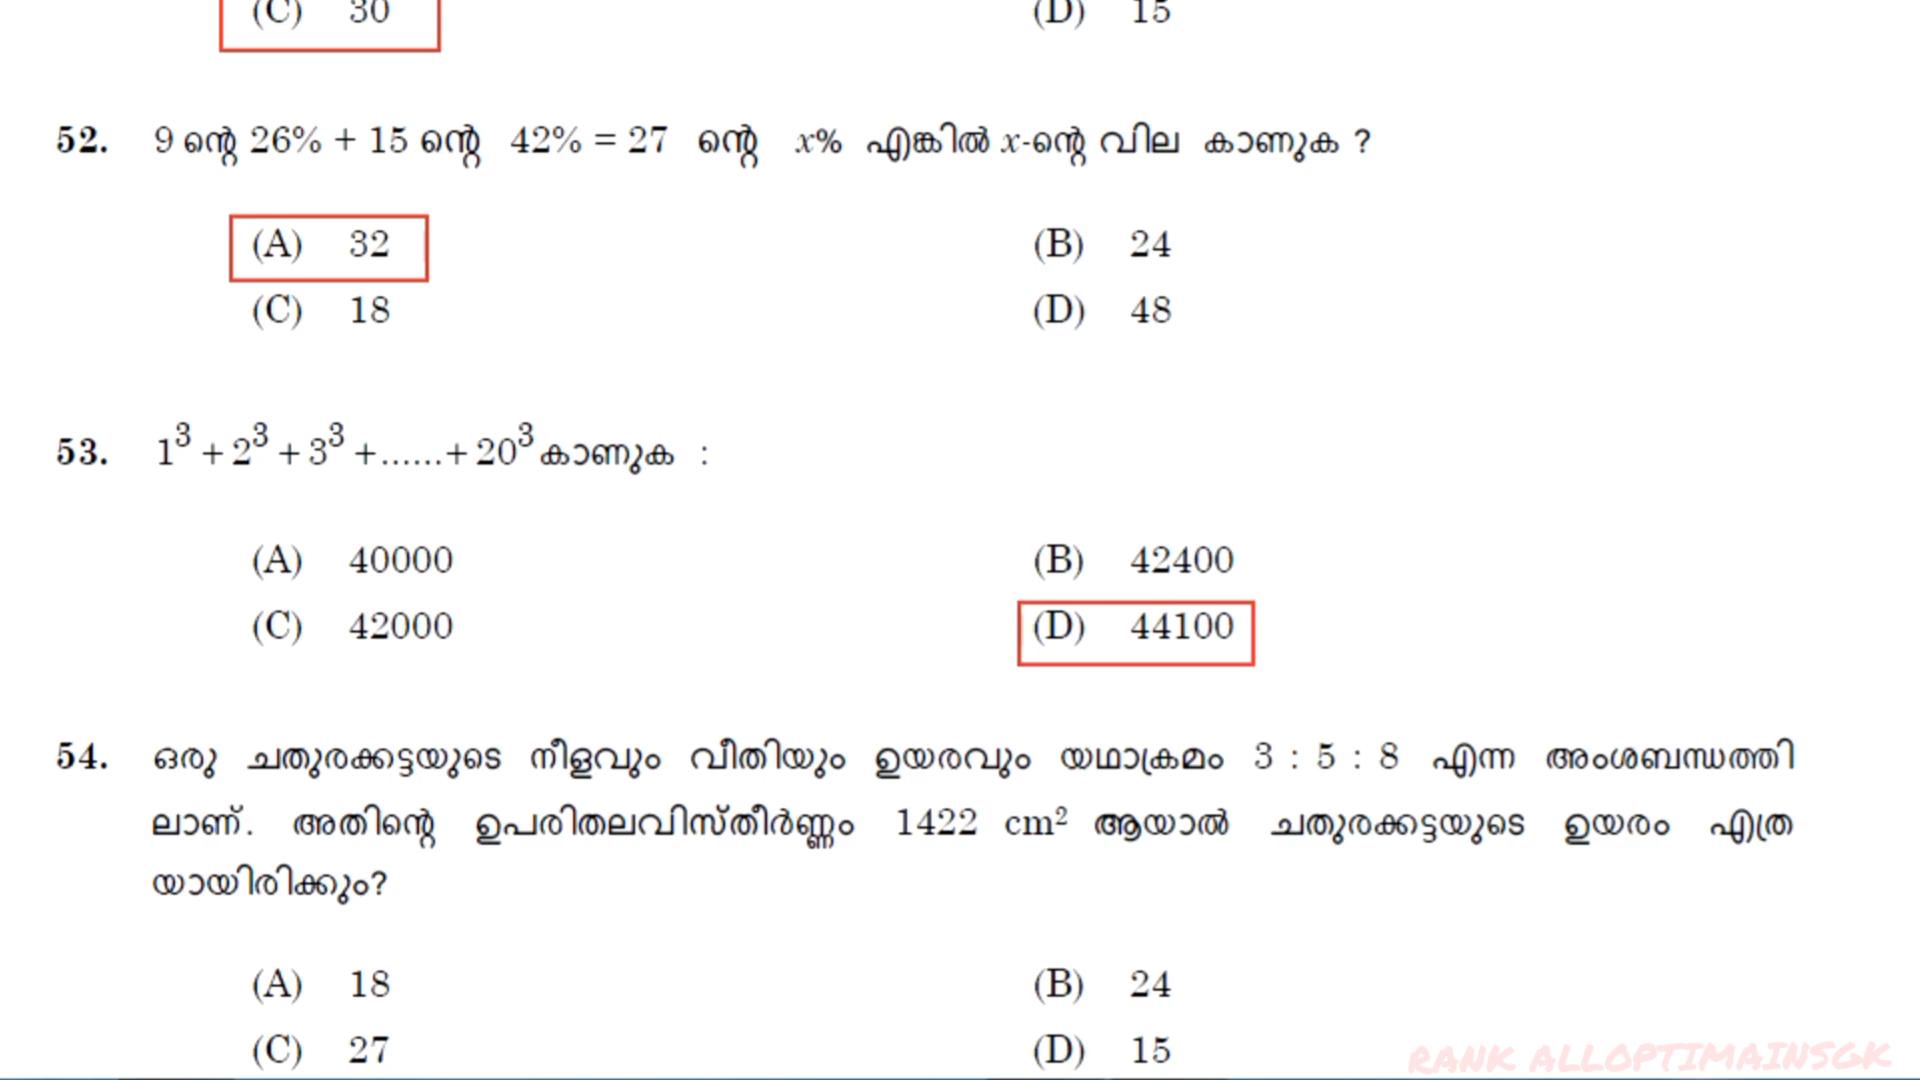 (C) 30 (D) 15
52. 9 ന്റെ 26% + 15 ന്റെ 42% = 27 ന്റെ x% എങ്കിൽ x-ന്റെ വില കാണുക ?
(A) 32 (B) 24
(C) 18 (D) 48
53. 1³ + 2³ + 3³ + ...... + 20³ കാണുക :
(A) 40000 (B) 42400
(C) 42000 (D) 44100
54. ഒരു ചതുരക്കട്ടയുടെ നീളവും വീതിയും ഉയരവും യഥാക്രമം 3 : 5 : 8 എന്ന അംശബന്ധത്തി
ലാണ്. അതിന്റെ ഉപരിതലവിസ്തീർണ്ണം 1422 cm² ആയാൽ ചതുരക്കട്ടയുടെ ഉയരം എത്ര
യായിരിക്കും?
(A) 18 (B) 24
(C) 27 (D) 15
RANK ALLOPTIMAINSGK